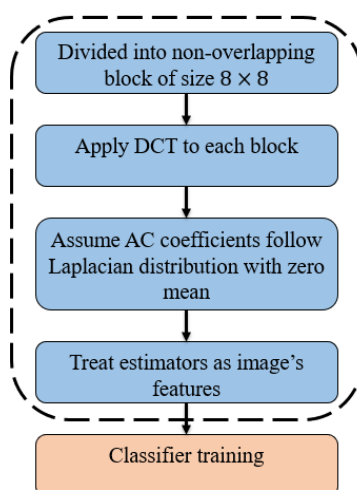 Divided into non-overlapping
block of size 8 × 8
Apply DCT to each block
Assume AC coefficients follow
Laplacian distribution with zero
mean
Treat estimators as image's
features
Classifier training